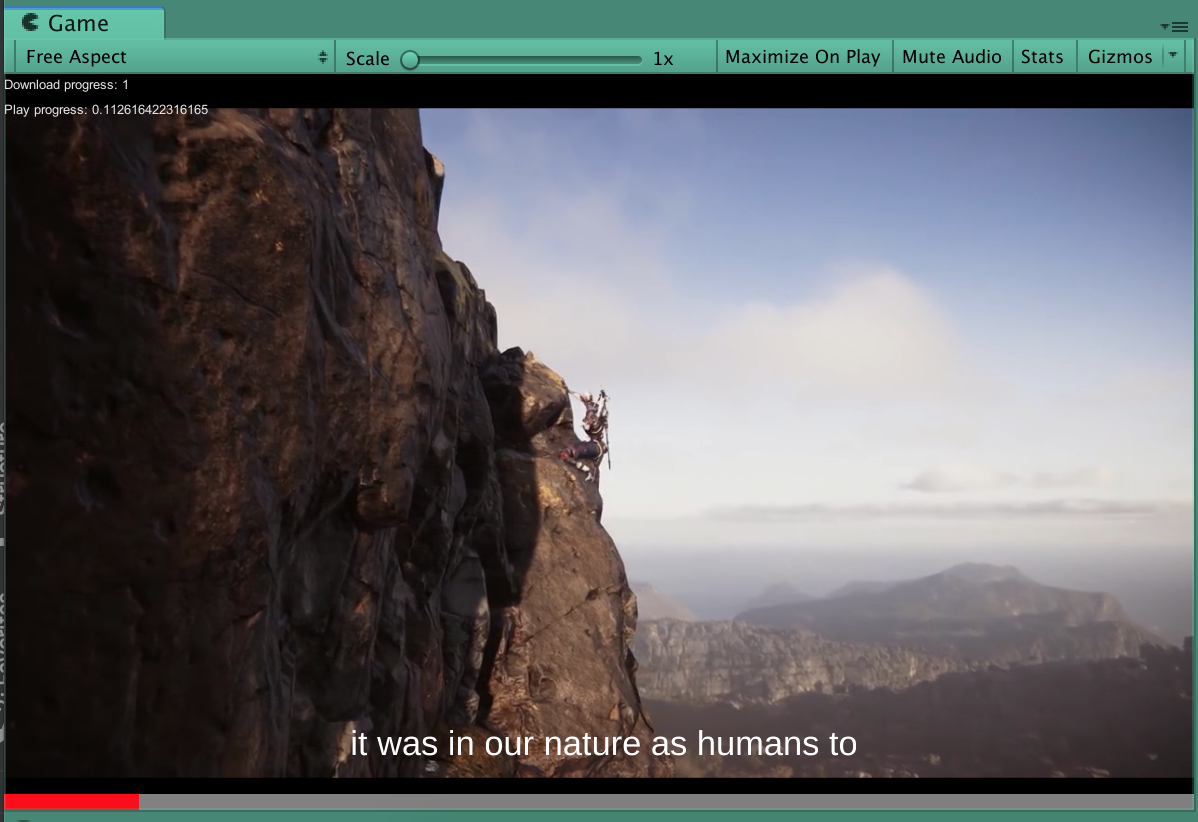 Game
Free Aspect
Scale 1x
Maximize On Play
Mute Audio
Stats
Gizmos
Download progress: 1
Play progress: 0.112616422316165
it was in our nature as humans to